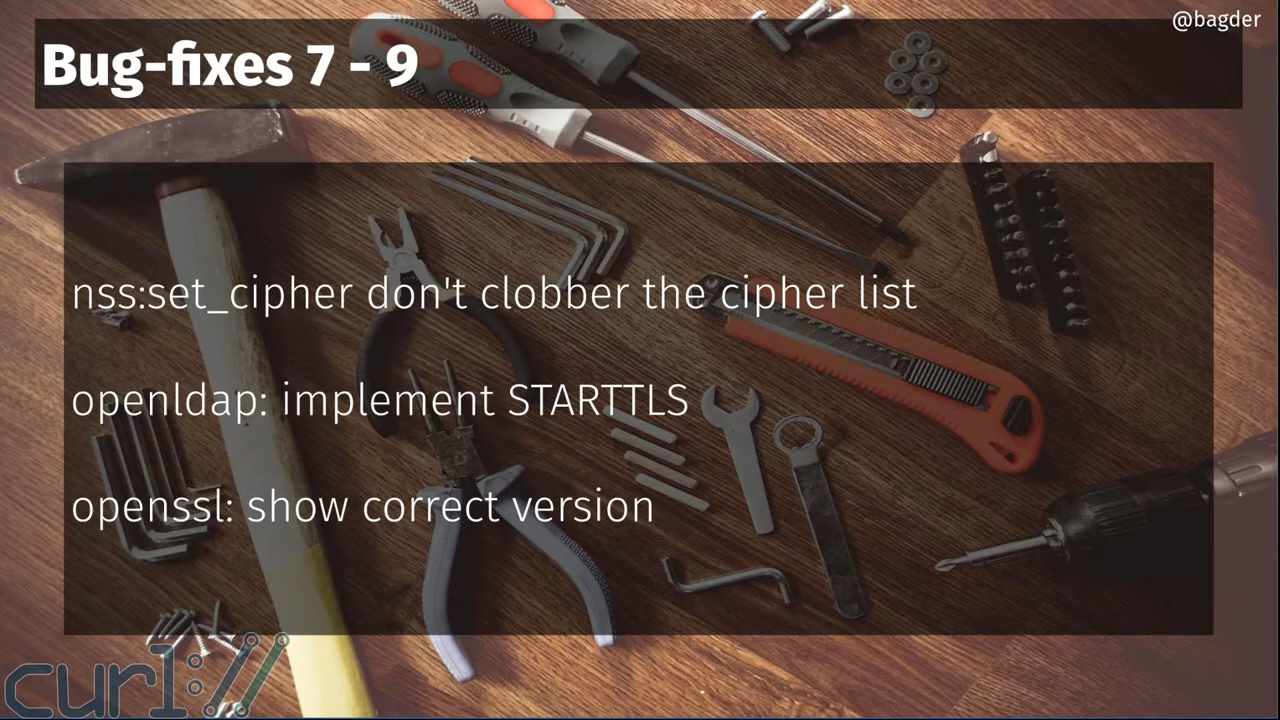 @bagder
Bug-fixes 7 - 9
nss:set_cipher don't clobber the cipher list
openldap: implement STARTTLS
openssl: show correct version
curl://